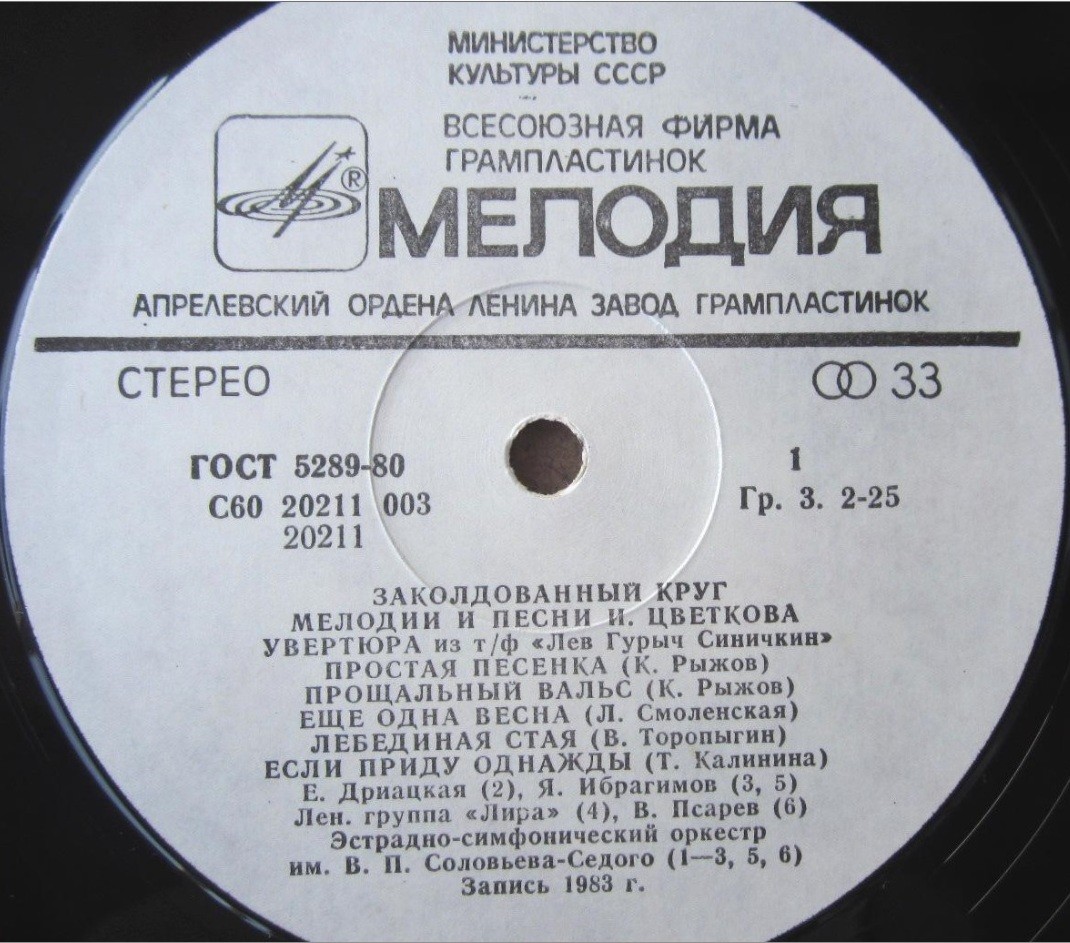 МИНИСТЕРСТВО
КУЛЬТУРЫ СССР
ВСЕСОЮЗНАЯ ФИРМА
ГРАМПЛАСТИНОК
®
МЕЛОДИЯ
АПРЕЛЕВСКИЙ ОРДЕНА ЛЕНИНА ЗАВОД ГРАМПЛАСТИНОК
СТЕРЕО
33
ГОСТ 5289-80
С60 20211 003
20211
1
Гр. 3. 2-25
ЗАКОЛДОВАННЫЙ КРУГ
МЕЛОДИИ И ПЕСНИ И. ЦВЕТКОВА
УВЕРТЮРА из т/ф «Лев Гурыч Синичкин»
ПРОСТАЯ ПЕСЕНКА (К. Рыжов)
ПРОЩАЛЬНЫЙ ВАЛЬС (К. Рыжов)
ЕЩЕ ОДНА ВЕСНА (Л. Смоленская)
ЛЕБЕДИНАЯ СТАЯ (В. Торопыгин)
ЕСЛИ ПРИДУ ОДНАЖДЫ (Т. Калинина)
Е. Дриацкая (2), Я. Ибрагимов (3, 5)
Лен. группа «Лира» (4), В. Псарев (6)
Эстрадно-симфонический оркестр
им. В. П. Соловьева-Седого (1—3, 5, 6)
Запись 1983 г.